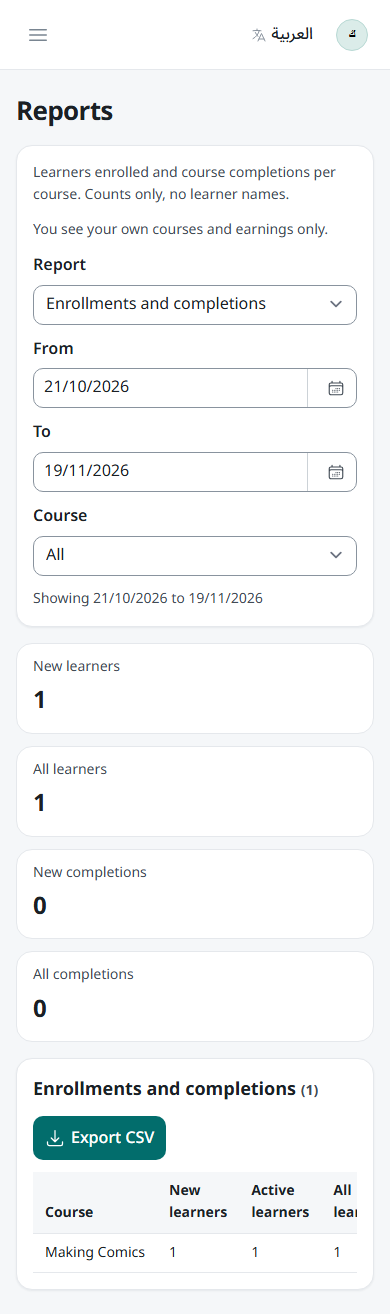 العربية
ك
Reports
Learners enrolled and course completions per
course. Counts only, no learner names.
You see your own courses and earnings only.
Report
Enrollments and completions
From
21/10/2026
To
19/11/2026
Course
All
Showing 21/10/2026 to 19/11/2026
New learners
1
All learners
1
New completions
0
All completions
0
Enrollments and completions (1)
Export CSV
Course New learners Active learners All
Making Comics 1 1 1